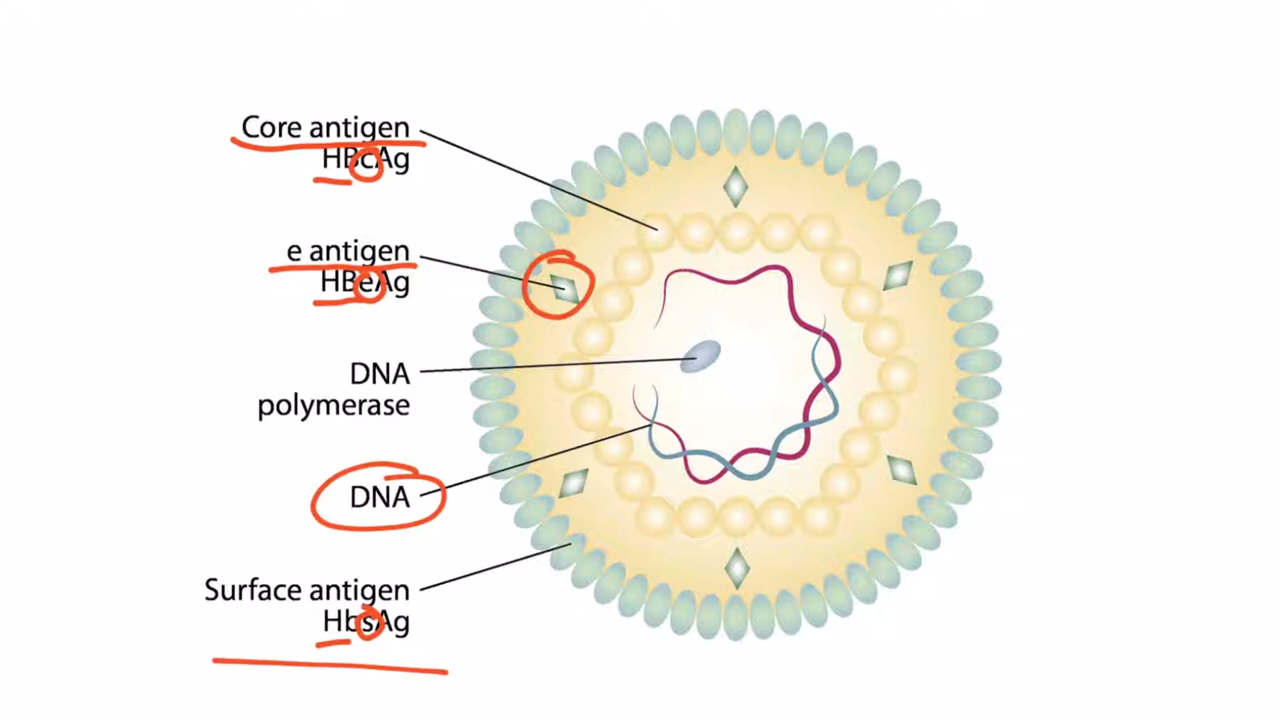 Core antigen
HBcAg
e antigen
HBeAg
DNA
polymerase
DNA
Surface antigen
HbsAg